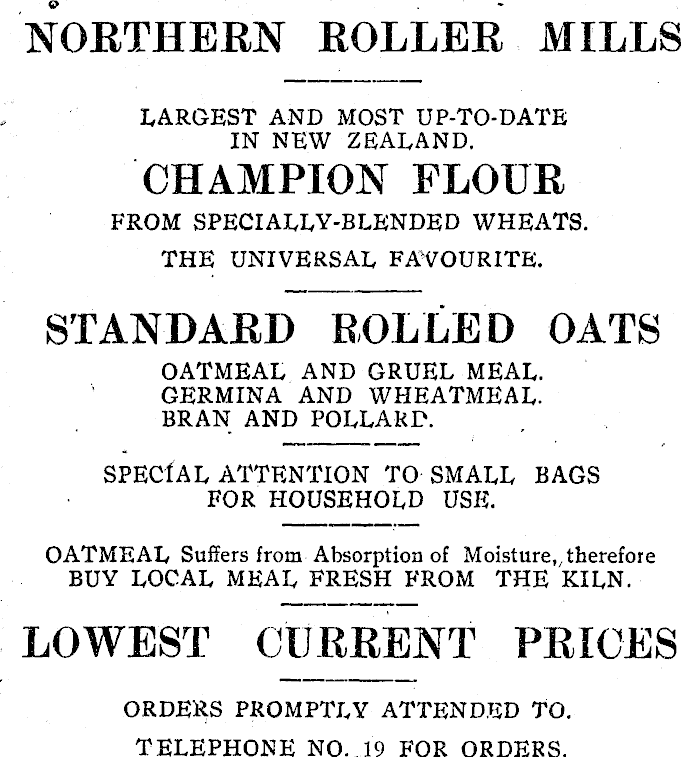 NORTHERN ROLLER MILLS
LARGEST AND MOST UP-TO-DATE
IN NEW ZEALAND.
CHAMPION FLOUR
FROM SPECIALLY-BLENDED WHEATS.
THE UNIVERSAL FAVOURITE.
STANDARD ROLLED OATS
OATMEAL AND GRUEL MEAL.
GERMINA AND WHEATMEAL.
BRAN AND POLLARD.
SPECIAL ATTENTION TO SMALL BAGS
FOR HOUSEHOLD USE.
OATMEAL Suffers from Absorption of Moisture, therefore
BUY LOCAL MEAL FRESH FROM THE KILN.
LOWEST CURRENT PRICES
ORDERS PROMPTLY ATTENDED TO.
TELEPHONE NO. 19 FOR ORDERS.